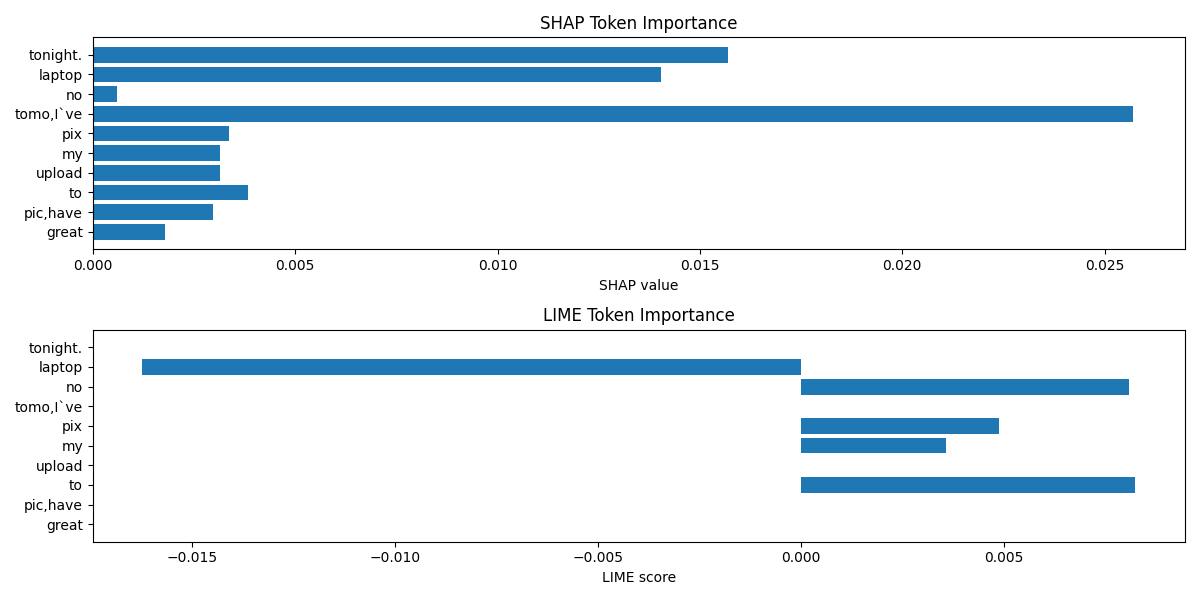 SHAP Token Importance
tonight.
laptop
no
tomo,I`ve
pix
my
upload
to
pic,have
great
0.000 0.005 0.010 0.015 0.020 0.025
SHAP value
LIME Token Importance
tonight.
laptop
no
tomo,I`ve
pix
my
upload
to
pic,have
great
−0.015 −0.010 −0.005 0.000 0.005
LIME score